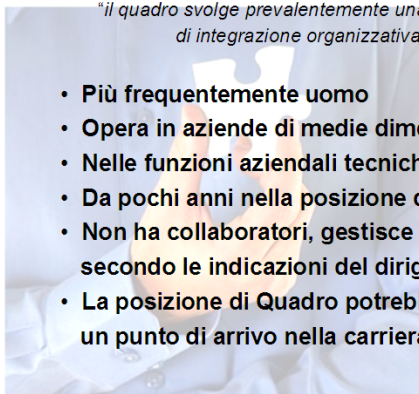 “il quadro svolge prevalentemente una
di integrazione organizzativa
• Più frequentemente uomo
• Opera in aziende di medie dime
• Nelle funzioni aziendali tecnich
• Da pochi anni nella posizione d
• Non ha collaboratori, gestisce
secondo le indicazioni del dirig
• La posizione di Quadro potreb
un punto di arrivo nella carriera